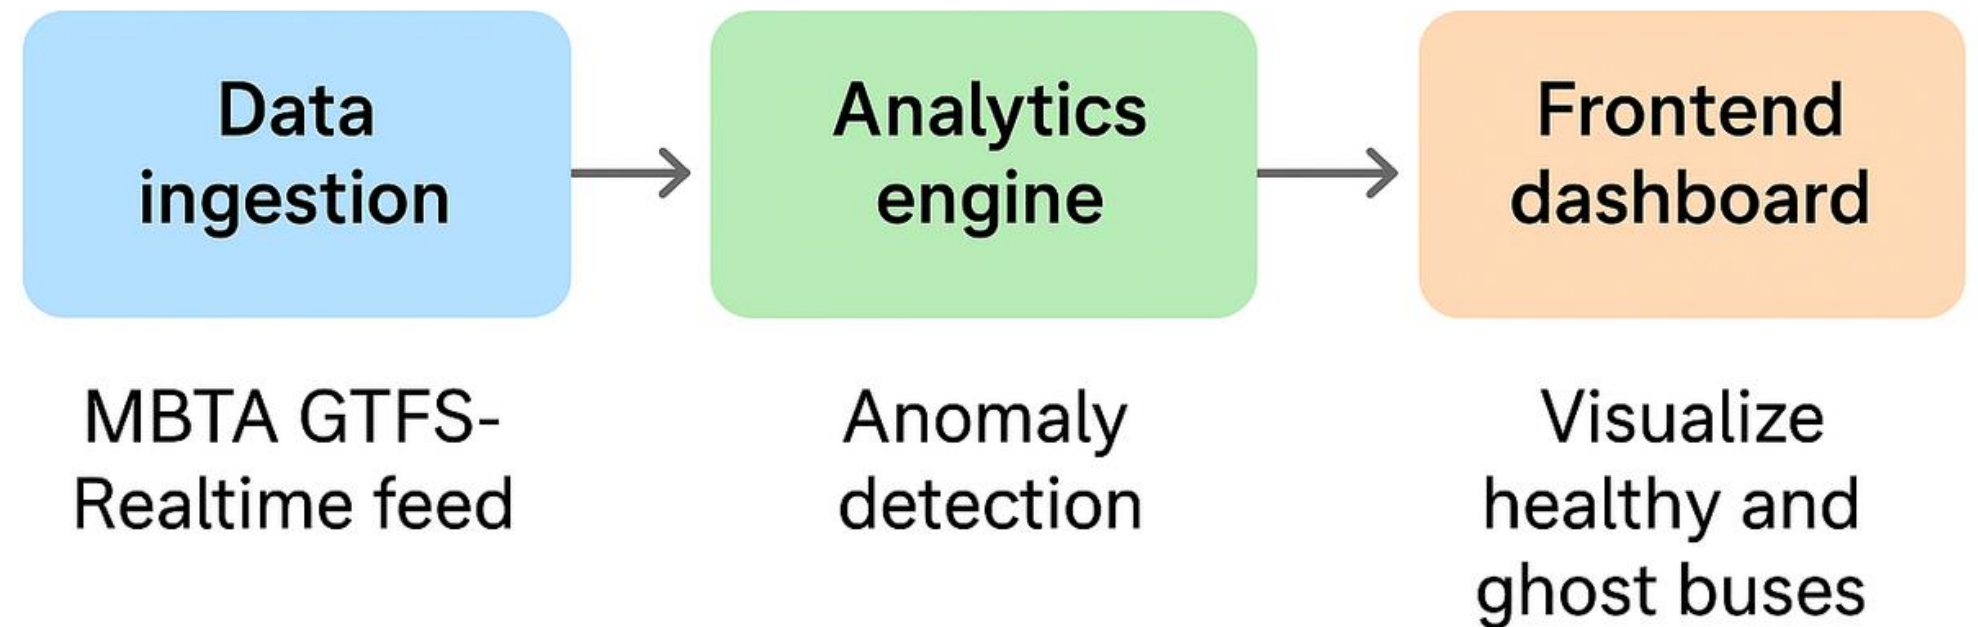 Data
ingestion
Analytics
engine
Frontend
dashboard
MBTA GTFS-
Realtime feed
Anomaly
detection
Visualize
healthy and
ghost buses